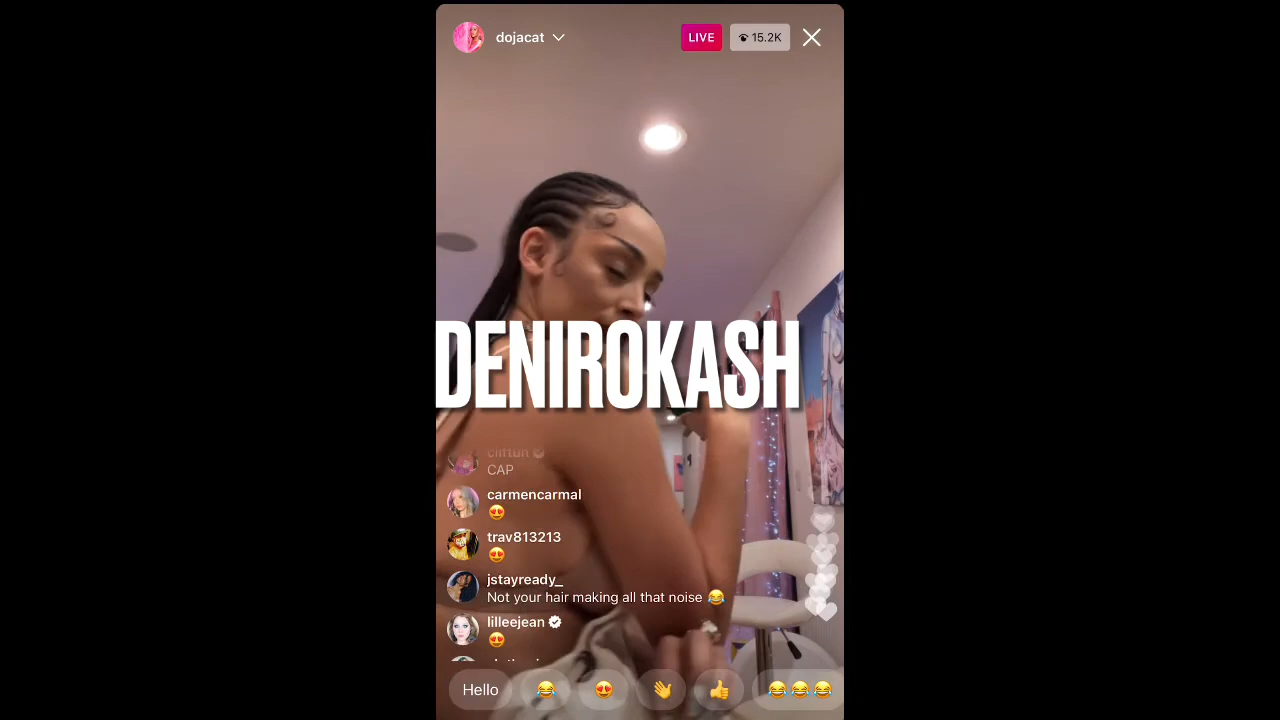 dojacat
LIVE
15.2K
DENIROKASH
CAP
carmencarmal
😍
trav813213
😍
jstayready_
Not your hair making all that noise 😂
lilleejean
😍
Hello 😂 😍 👋 👍 😂😂😂